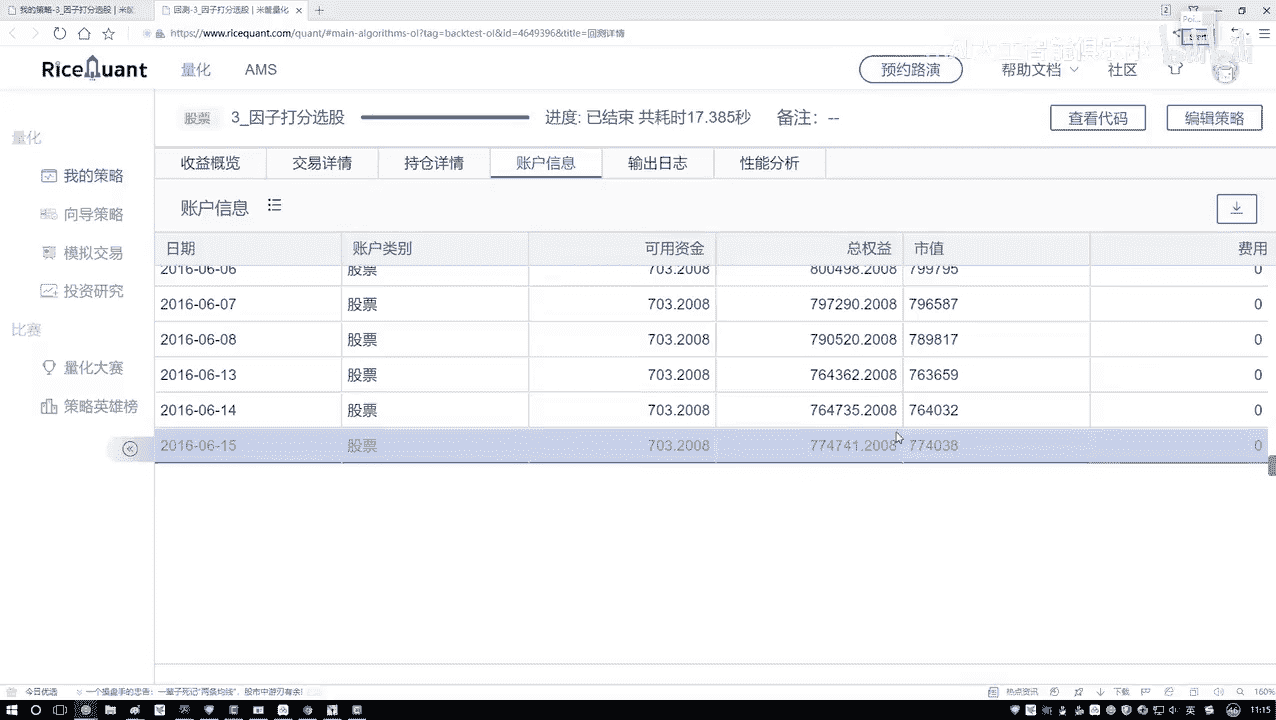 我的策略-3_因子打分选股 | 米筐
回测-3_因子打分选股 | 米筐量化
https://www.ricequant.com/quant/#main-algorithms-ol?tag=backtest-ol&id=4649396&title=回测详情
RiceQuant 量化 AMS 预约路演 帮助文档 社区
股票 3_因子打分选股 进度: 已结束 共耗时17.385秒 备注: -- 查看代码 编辑策略
量化
我的策略
向导策略
模拟交易
投资研究
比赛
量化大赛
策略英雄榜
收益概览 交易详情 持仓详情 账户信息 输出日志 性能分析
账户信息
日期 账户类别 可用资金 总权益 市值 费用
2016-06-06 股票 703.2008 800498.2008 799795 0
2016-06-07 股票 703.2008 797290.2008 796587 0
2016-06-08 股票 703.2008 790520.2008 789817 0
2016-06-13 股票 703.2008 764362.2008 763659 0
2016-06-14 股票 703.2008 764735.2008 764032 0
2016-06-15 股票 703.2008 774741.2008 774038 0
今日优选 一个操盘手的忠告：一辈子死记"两条均线"，股市中游刃有余! 热点资讯 下载 160%
英 11:15